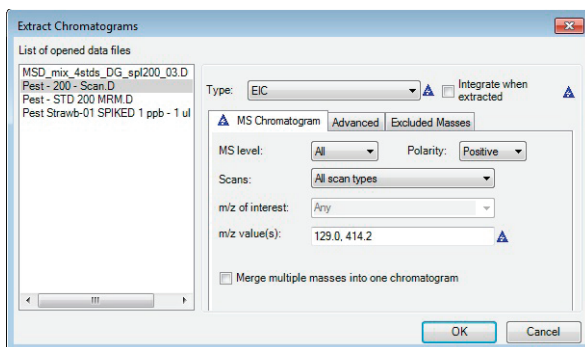 Extract Chromatograms
List of opened data files
MSD_mix_4stds_DG_spl200_03.D
Pest - 200 - Scan.D
Pest - STD 200 MRM.D
Pest Strawb-01 SPIKED 1 ppb - 1 ul
Type: EIC
Integrate when
extracted
MS Chromatogram Advanced Excluded Masses
MS level: All Polarity: Positive
Scans: All scan types
m/z of interest: Any
m/z value(s): 129.0, 414.2
Merge multiple masses into one chromatogram
OK Cancel